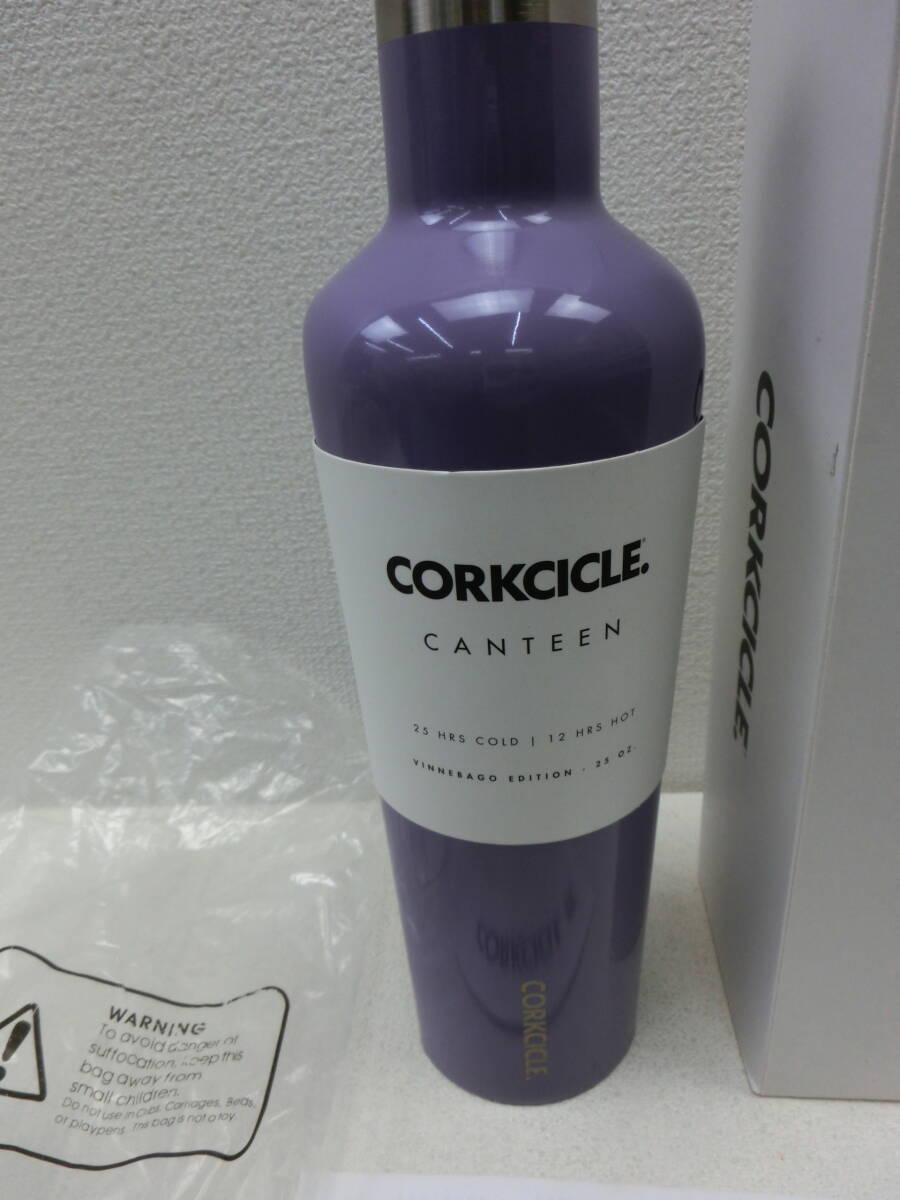 CORKCICLE.
CANTEEN
25 HRS COLD | 12 HRS HOT
VINNEBAGO EDITION · 25 OZ.
CORKCICLE.
CORKCICLE
WARNING
To avoid danger of
suffocation, keep this
bag away from
small children.
Do not use in Cribs, Carriages, Beds,
or playpens. This bag is not a toy.